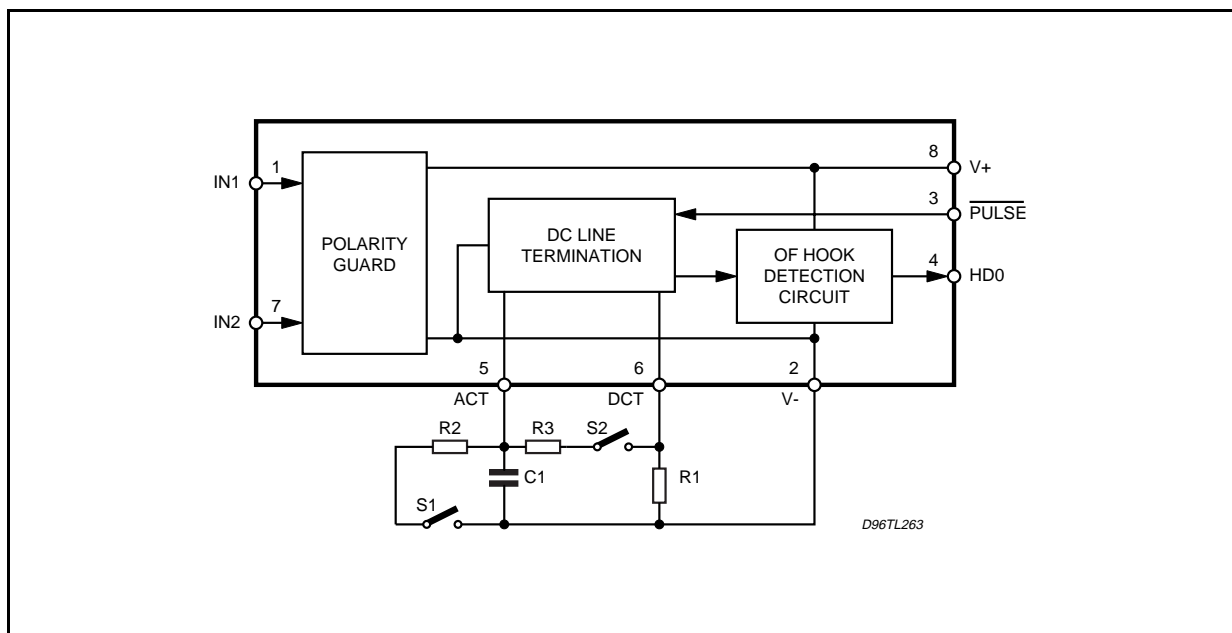 1
IN1
7
IN2
POLARITY
GUARD
DC LINE
TERMINATION
OF HOOK
DETECTION
CIRCUIT
8
V+
3
PULSE
4
HD0
5
ACT
6
DCT
2
V-
R2
R3
S2
C1
R1
S1
D96TL263